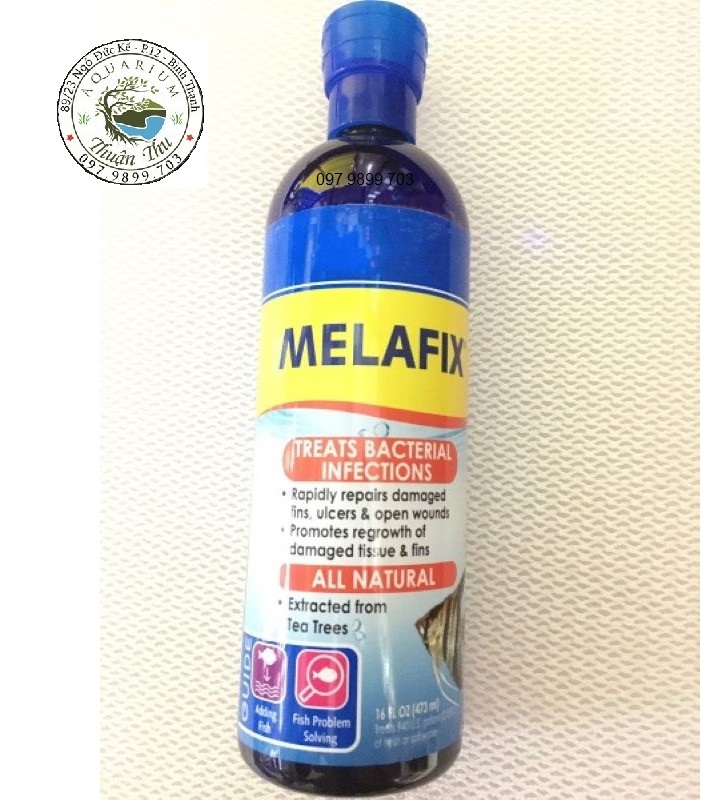 89/23 Ngô Đức Kế - P.12 - Bình Thạnh
AQUARIUM
Thuận Thu
097 9899 703
097 9899 703
MELAFIX
TREATS BACTERIAL
INFECTIONS
• Rapidly repairs damaged
fins, ulcers & open wounds
• Promotes regrowth of
damaged tissue & fins
ALL NATURAL
• Extracted from
Tea Trees
GUIDE
Adding
Fish
Fish Problem
Solving
16 FL OZ (473 ml)